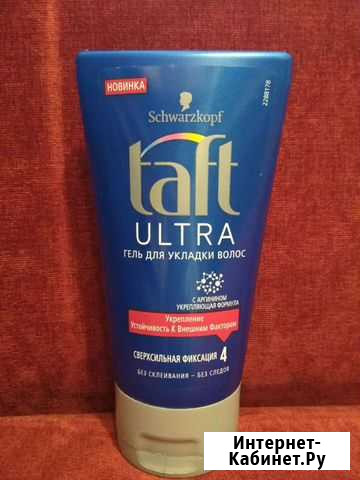 НОВИНКА
2288178
Schwarzkopf
taft
ULTRA
ГЕЛЬ ДЛЯ УКЛАДКИ ВОЛОС
С АРГИНИНОМ
УКРЕПЛЯЮЩАЯ ФОРМУЛА
Укрепление
Устойчивость К Внешним Факторам
СВЕРХСИЛЬНАЯ ФИКСАЦИЯ 4
БЕЗ СКЛЕИВАНИЯ – БЕЗ СЛЕДОВ
Интернет-
Кабинет.Ру